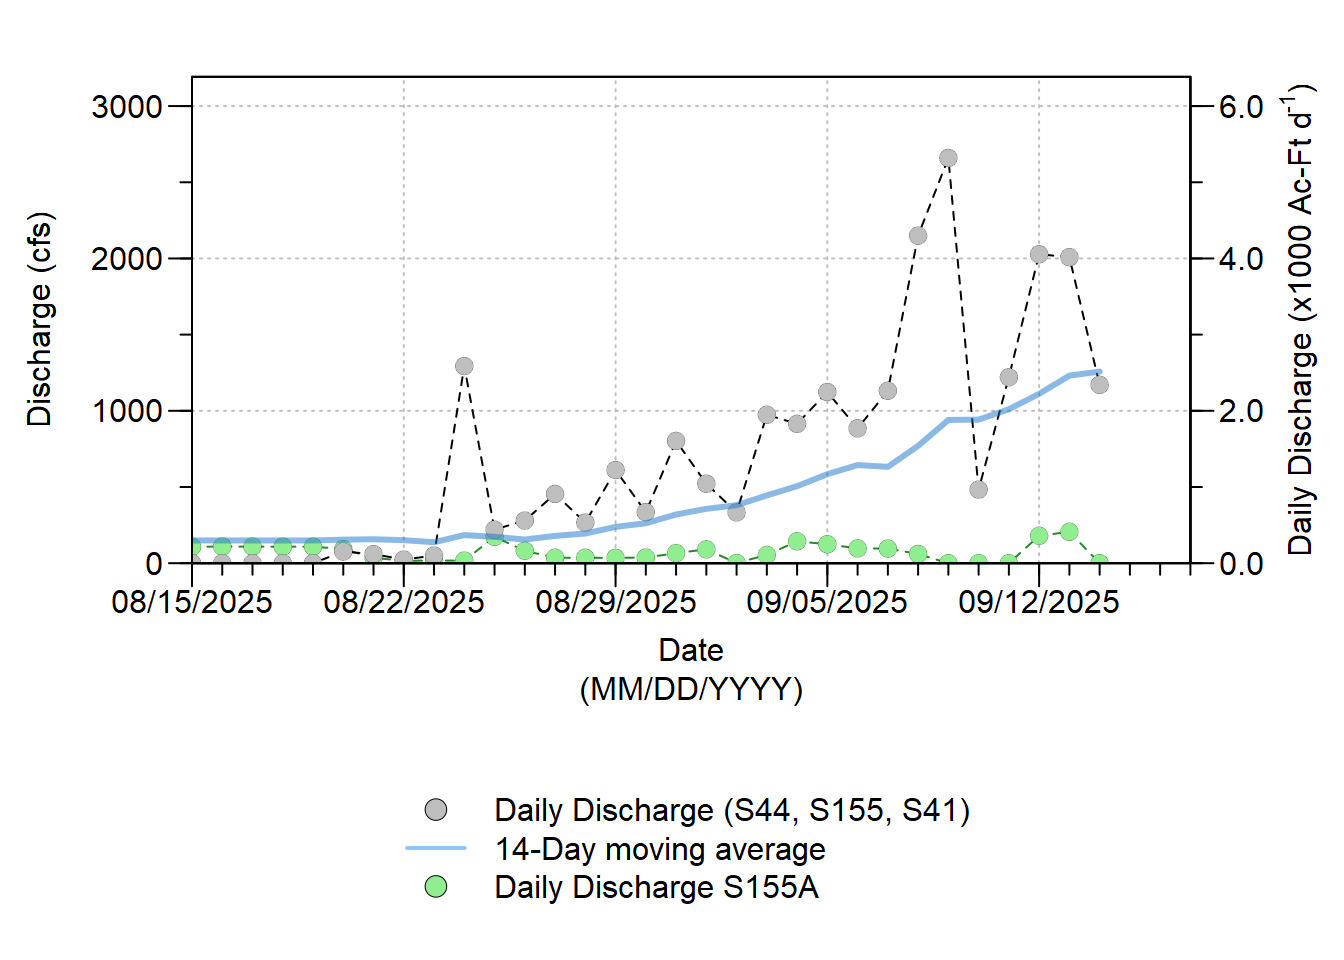 3000
2000
1000
0
Discharge (cfs)
6.0
4.0
2.0
0.0
Daily Discharge (x1000 Ac-Ft d-1)
08/15/2025
08/22/2025
08/29/2025
09/05/2025
09/12/2025
Date
(MM/DD/YYYY)
Daily Discharge (S44, S155, S41)
14-Day moving average
Daily Discharge S155A